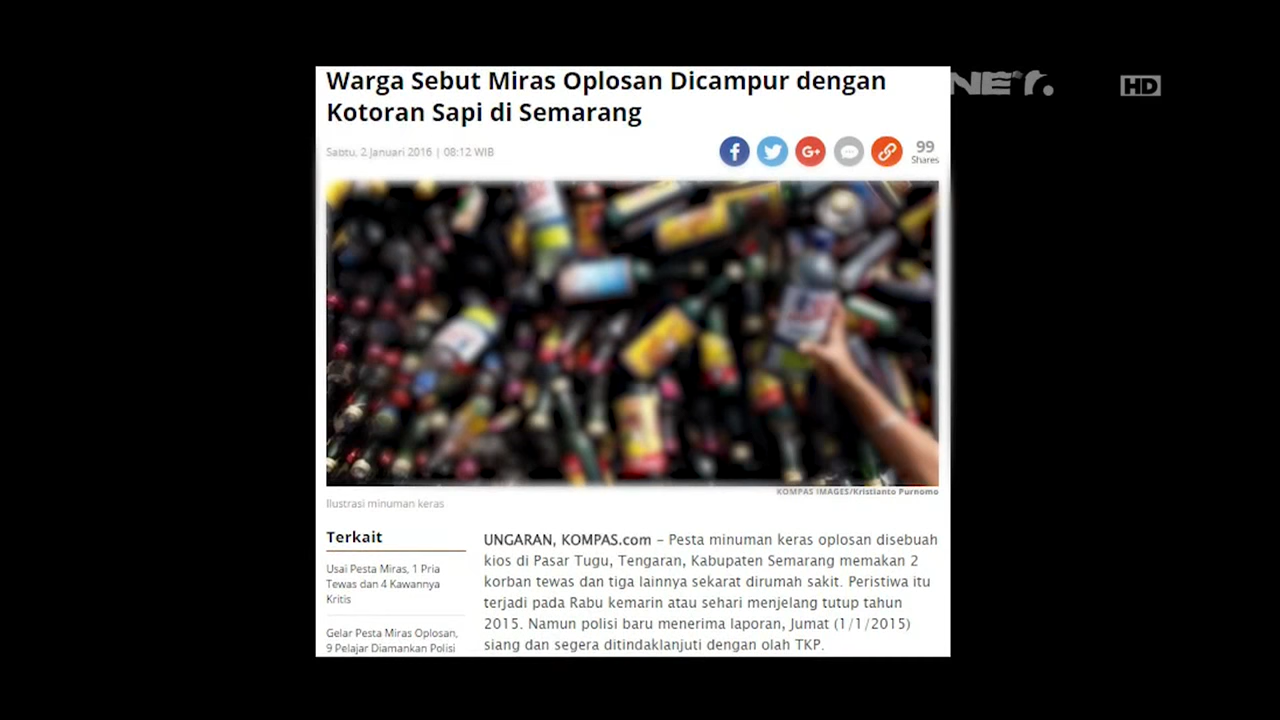 Warga Sebut Miras Oplosan Dicampur dengan
Kotoran Sapi di Semarang
NET.
HD
Sabtu, 2 Januari 2016 | 08:12 WIB
99
Shares
KOMPAS IMAGES/Kristianto Purnomo
Ilustrasi minuman keras
Terkait
Usai Pesta Miras, 1 Pria
Tewas dan 4 Kawannya
Kritis
Gelar Pesta Miras Oplosan,
9 Pelajar Diamankan Polisi
UNGARAN, KOMPAS.com – Pesta minuman keras oplosan disebuah
kios di Pasar Tugu, Tengaran, Kabupaten Semarang memakan 2
korban tewas dan tiga lainnya sekarat dirumah sakit. Peristiwa itu
terjadi pada Rabu kemarin atau sehari menjelang tutup tahun
2015. Namun polisi baru menerima laporan, Jumat (1/1/2015)
siang dan segera ditindaklanjuti dengan olah TKP.